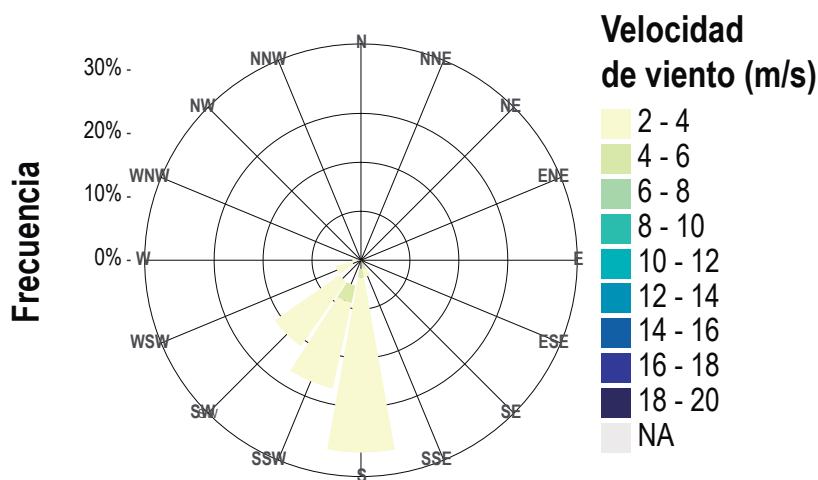 Velocidad
de viento (m/s)
2 - 4
4 - 6
6 - 8
8 - 10
10 - 12
12 - 14
14 - 16
16 - 18
18 - 20
NA
Frecuencia
30% -
20% -
10% -
0% -
N
NNE
NE
ENE
E
ESE
SE
SSE
S
SSW
SW
WSW
W
WNW
NW
NNW